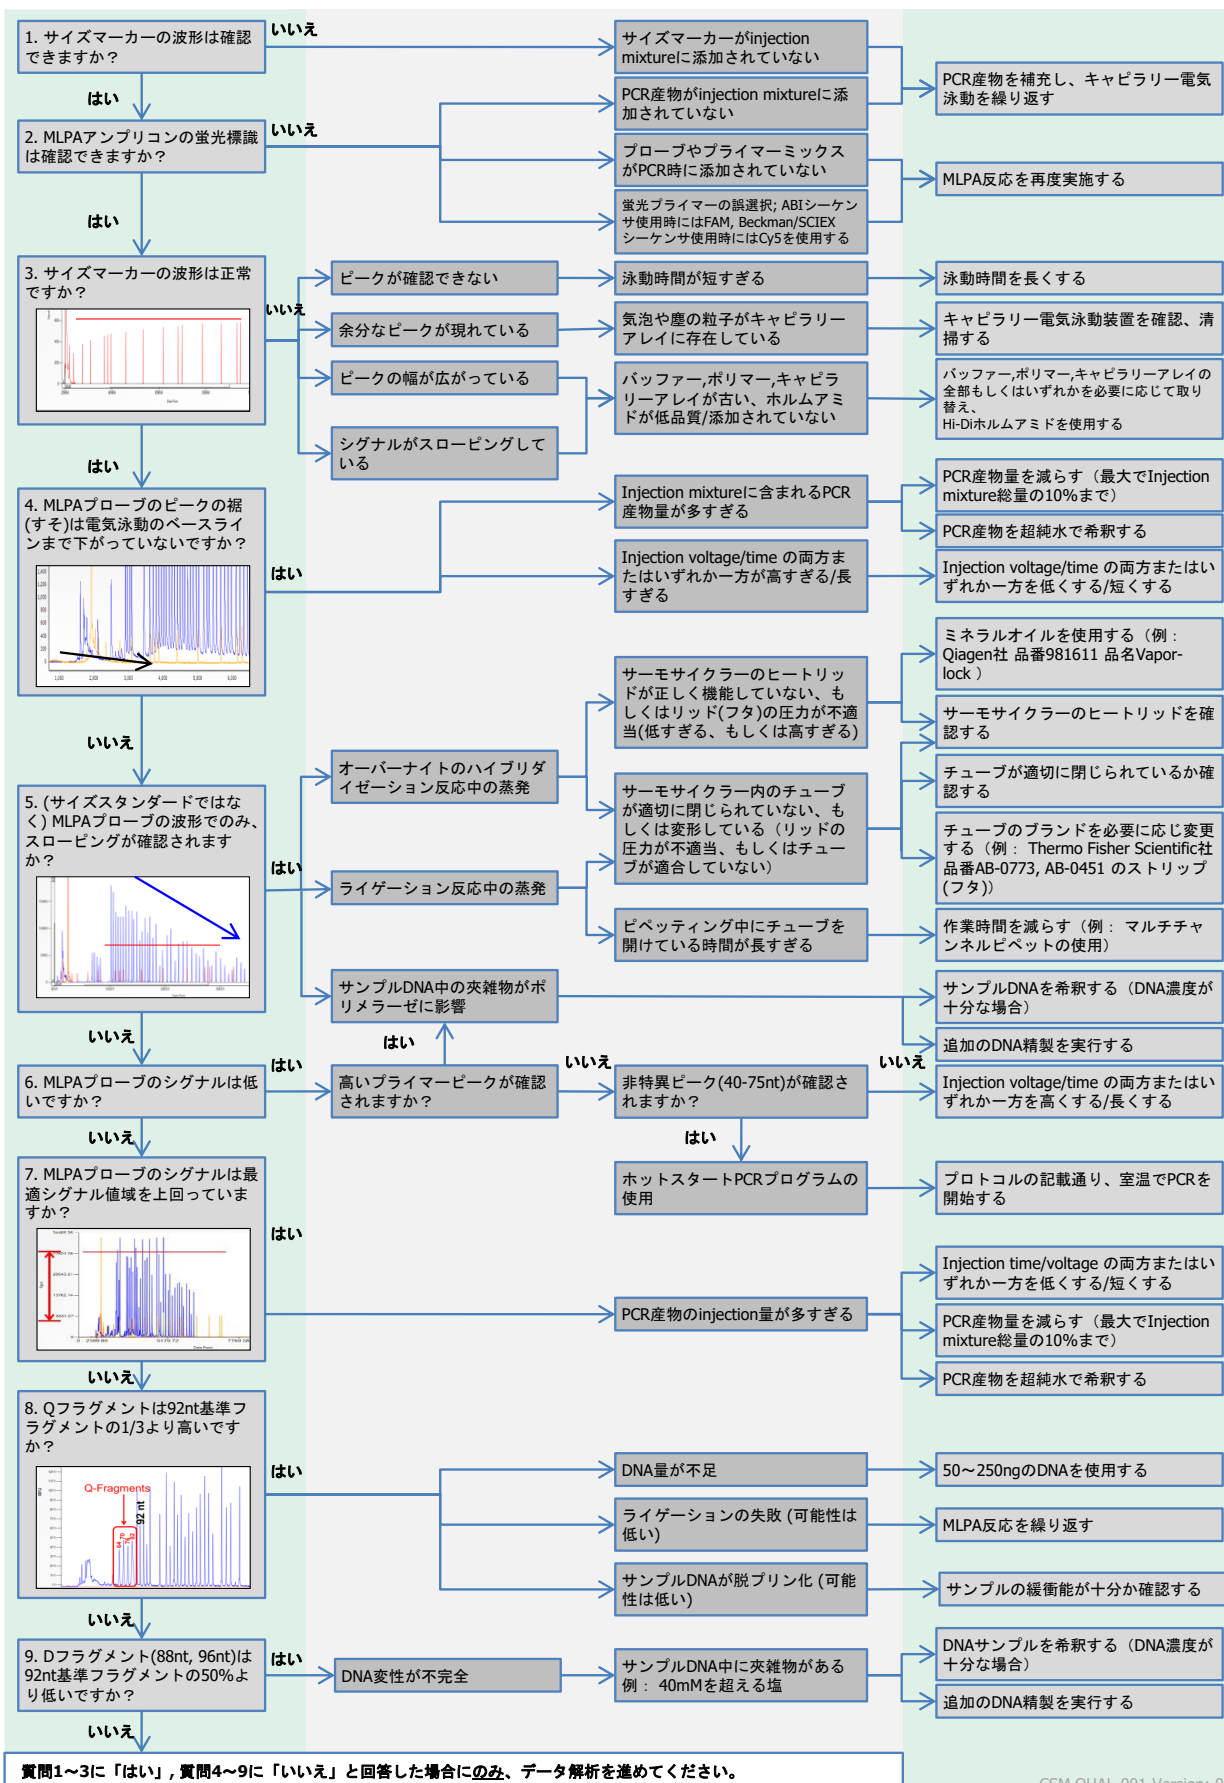 1. サイズマーカーの波形は確認
できますか？
いいえ
サイズマーカーがinjection
mixtureに添加されていない
PCR産物を補充し、キャピラリー電気
泳動を繰り返す
はい
PCR産物がinjection mixtureに添
加されていない
2. MLPAアンプリコンの蛍光標識
は確認できますか？
いいえ
プローブやプライマーミックス
がPCR時に添加されていない
MLPA反応を再度実施する
蛍光プライマーの誤選択; ABIシーケン
サ使用時にはFAM, Beckman/SCIEX
シーケンサ使用時にはCy5を使用する
はい
3. サイズマーカーの波形は正常
ですか？
いいえ
ピークが確認できない
泳動時間が短すぎる
泳動時間を長くする
余分なピークが現れている
気泡や塵の粒子がキャピラリー
アレイに存在している
キャピラリー電気泳動装置を確認、清
掃する
ピークの幅が広がっている
シグナルがスローピングして
いる
バッファー,ポリマー,キャピラ
リーアレイが古い、ホルムアミ
ドが低品質/添加されていない
バッファー,ポリマー,キャピラリーアレイの
全部もしくはいずれかを必要に応じて取り
替え、
Hi-Diホルムアミドを使用する
はい
4. MLPAプローブのピークの裾
(すそ)は電気泳動のベースライ
ンまで下がっていないですか？
1,400
1,200
1,000
800
600
400
200
0
1,000 2,000 3,000 4,000 5,000 6,000
はい
Injection mixtureに含まれるPCR
産物量が多すぎる
PCR産物量を減らす（最大でInjection
mixture総量の10%まで）
PCR産物を超純水で希釈する
Injection voltage/time の両方ま
たはいずれか一方が高すぎる/長
すぎる
Injection voltage/time の両方またはい
ずれか一方を低くする/短くする
いいえ
5. (サイズスタンダードではな
く) MLPAプローブの波形でのみ、
スローピングが確認されます
か？
はい
オーバーナイトのハイブリダ
イゼーション反応中の蒸発
ライゲーション反応中の蒸発
サンプルDNA中の夾雑物がポ
リメラーゼに影響
サーモサイクラーのヒートリッ
ドが正しく機能していない、も
しくはリッド(フタ)の圧力が不適
当(低すぎる、もしくは高すぎる)
サーモサイクラー内のチューブ
が適切に閉じられていない、も
しくは変形している（リッドの
圧力が不適当、もしくはチュー
ブが適合していない）
ピペッティング中にチューブを
開けている時間が長すぎる
ミネラルオイルを使用する（例：
Qiagen社 品番981611 品名Vapor-
lock ）
サーモサイクラーのヒートリッドを確
認する
チューブが適切に閉じられているか確
認する
チューブのブランドを必要に応じ変更
する（例： Thermo Fisher Scientific社
品番AB-0773, AB-0451 のストリップ
(フタ)）
作業時間を減らす（例： マルチチャ
ンネルピペットの使用）
サンプルDNAを希釈する（DNA濃度が
十分な場合）
追加のDNA精製を実行する
いいえ
6. MLPAプローブのシグナルは低
いですか？
はい
高いプライマーピークが確認
されますか？
はい
いいえ
非特異ピーク(40-75nt)が確認さ
れますか？
いいえ
Injection voltage/time の両方またはい
ずれか一方を高くする/長くする
はい
ホットスタートPCRプログラムの
使用
プロトコルの記載通り、室温でPCRを
開始する
いいえ
7. MLPAプローブのシグナルは最
適シグナル値域を上回っていま
すか？
はい
PCR産物のinjection量が多すぎる
Injection time/voltage の両方またはい
ずれか一方を低くする/短くする
PCR産物量を減らす（最大でInjection
mixture総量の10%まで）
PCR産物を超純水で希釈する
いいえ
8. Qフラグメントは92nt基準フ
ラグメントの1/3より高いです
か？
Q-Fragments
92 nt
64 70 76 82
はい
DNA量が不足
50～250ngのDNAを使用する
ライゲーションの失敗 (可能性は
低い)
MLPA反応を繰り返す
サンプルDNAが脱プリン化 (可能
性は低い)
サンプルの緩衝能が十分か確認する
いいえ
9. Dフラグメント(88nt, 96nt)は
92nt基準フラグメントの50%よ
り低いですか？
はい
DNA変性が不完全
サンプルDNA中に夾雑物がある
例： 40mMを超える塩
DNAサンプルを希釈する（DNA濃度が
十分な場合）
追加のDNA精製を実行する
いいえ
質問1～3に「はい」, 質問4～9に「いいえ」と回答した場合にのみ、データ解析を進めてください。